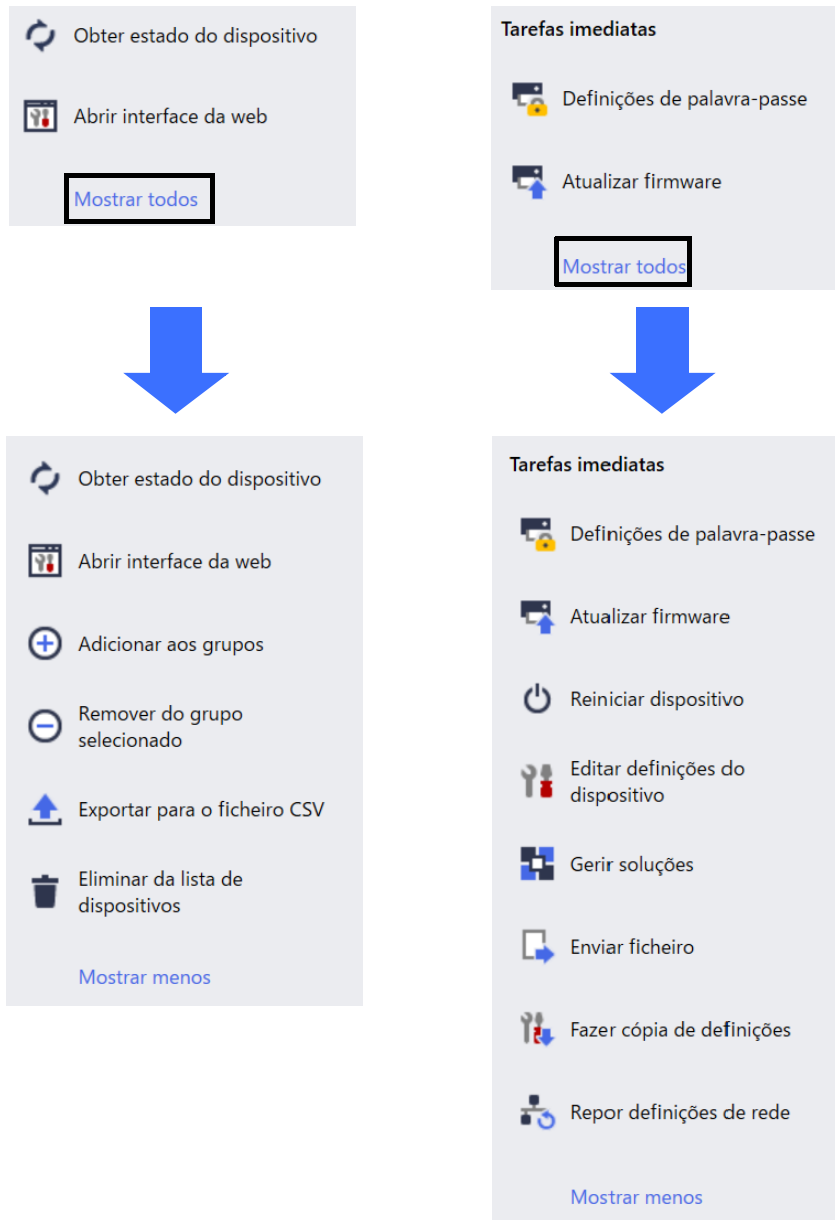 Obter estado do dispositivo
Abrir interface da web
Mostrar todos
Tarefas imediatas
Definições de palavra-passe
Atualizar firmware
Mostrar todos
Obter estado do dispositivo
Abrir interface da web
Adicionar aos grupos
Remover do grupo
selecionado
Exportar para o ficheiro CSV
Eliminar da lista de
dispositivos
Mostrar menos
Tarefas imediatas
Definições de palavra-passe
Atualizar firmware
Reiniciar dispositivo
Editar definições do
dispositivo
Gerir soluções
Enviar ficheiro
Fazer cópia de definições
Repor definições de rede
Mostrar menos